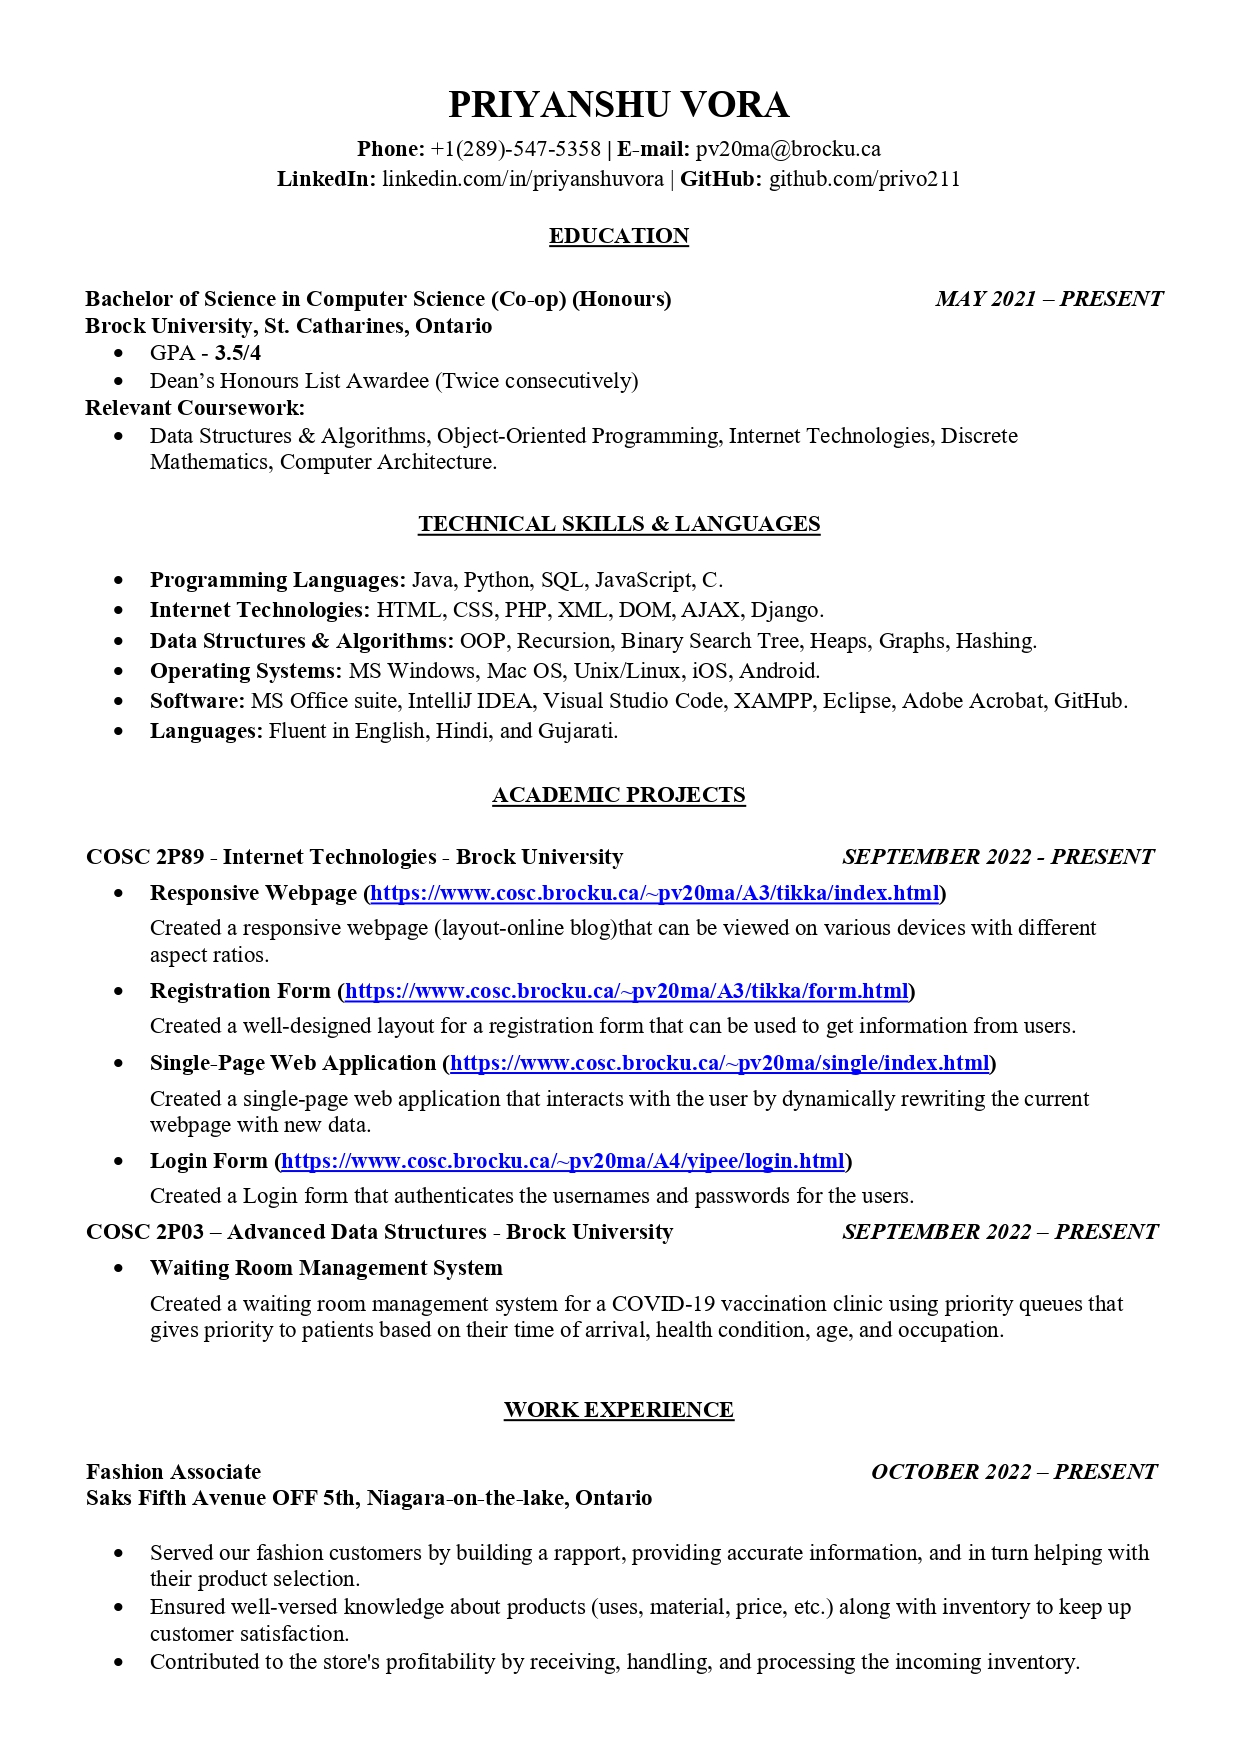 PRIYANSHU VORA
Phone: +1(289)-547-5358 | E-mail: pv20ma@brocku.ca
LinkedIn: linkedin.com/in/priyanshuvora | GitHub: github.com/privo211
EDUCATION
Bachelor of Science in Computer Science (Co-op) (Honours) MAY 2021 – PRESENT
Brock University, St. Catharines, Ontario
• GPA - 3.5/4
• Dean’s Honours List Awardee (Twice consecutively)
Relevant Coursework:
• Data Structures & Algorithms, Object-Oriented Programming, Internet Technologies, Discrete
Mathematics, Computer Architecture.
TECHNICAL SKILLS & LANGUAGES
• Programming Languages: Java, Python, SQL, JavaScript, C.
• Internet Technologies: HTML, CSS, PHP, XML, DOM, AJAX, Django.
• Data Structures & Algorithms: OOP, Recursion, Binary Search Tree, Heaps, Graphs, Hashing.
• Operating Systems: MS Windows, Mac OS, Unix/Linux, iOS, Android.
• Software: MS Office suite, IntelliJ IDEA, Visual Studio Code, XAMPP, Eclipse, Adobe Acrobat, GitHub.
• Languages: Fluent in English, Hindi, and Gujarati.
ACADEMIC PROJECTS
COSC 2P89 - Internet Technologies - Brock University SEPTEMBER 2022 - PRESENT
• Responsive Webpage (https://www.cosc.brocku.ca/~pv20ma/A3/tikka/index.html)
Created a responsive webpage (layout-online blog)that can be viewed on various devices with different
aspect ratios.
• Registration Form (https://www.cosc.brocku.ca/~pv20ma/A3/tikka/form.html)
Created a well-designed layout for a registration form that can be used to get information from users.
• Single-Page Web Application (https://www.cosc.brocku.ca/~pv20ma/single/index.html)
Created a single-page web application that interacts with the user by dynamically rewriting the current
webpage with new data.
• Login Form (https://www.cosc.brocku.ca/~pv20ma/A4/yipee/login.html)
Created a Login form that authenticates the usernames and passwords for the users.
COSC 2P03 – Advanced Data Structures - Brock University SEPTEMBER 2022 – PRESENT
• Waiting Room Management System
Created a waiting room management system for a COVID-19 vaccination clinic using priority queues that
gives priority to patients based on their time of arrival, health condition, age, and occupation.
WORK EXPERIENCE
Fashion Associate OCTOBER 2022 – PRESENT
Saks Fifth Avenue OFF 5th, Niagara-on-the-lake, Ontario
• Served our fashion customers by building a rapport, providing accurate information, and in turn helping with
their product selection.
• Ensured well-versed knowledge about products (uses, material, price, etc.) along with inventory to keep up
customer satisfaction.
• Contributed to the store's profitability by receiving, handling, and processing the incoming inventory.